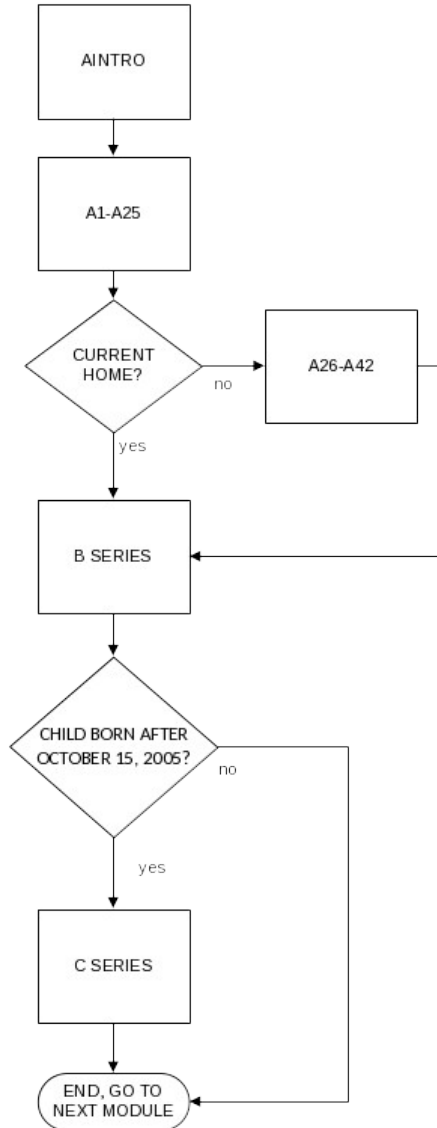 AINTRO
A1-A25
CURRENT
HOME?
no
A26-A42
yes
B SERIES
CHILD BORN AFTER
OCTOBER 15, 2005?
no
yes
C SERIES
END, GO TO
NEXT MODULE